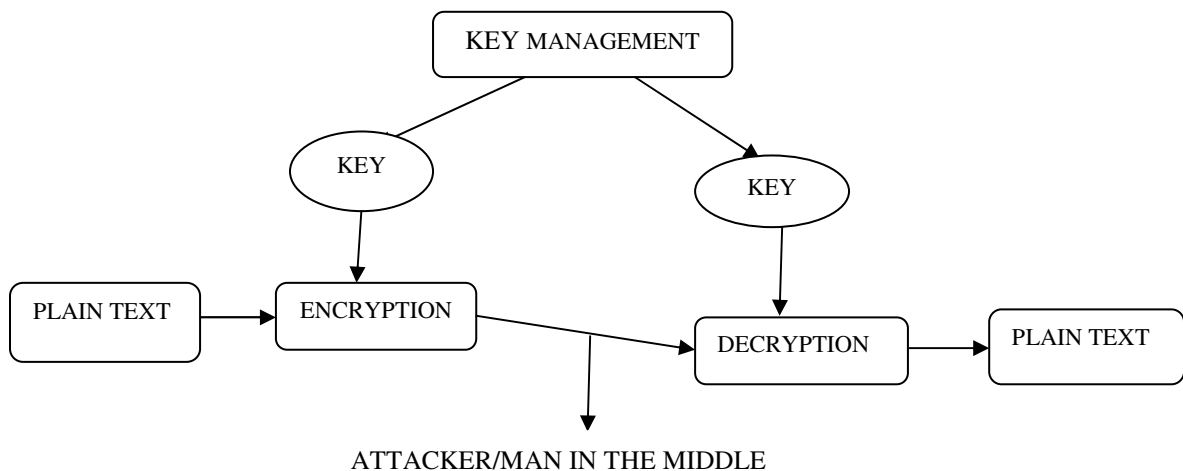 KEY MANAGEMENT
KEY
KEY
PLAIN TEXT
ENCRYPTION
DECRYPTION
PLAIN TEXT
ATTACKER/MAN IN THE MIDDLE